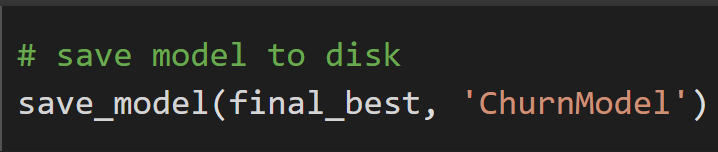 # save model to disk
save_model(final_best, 'ChurnModel')